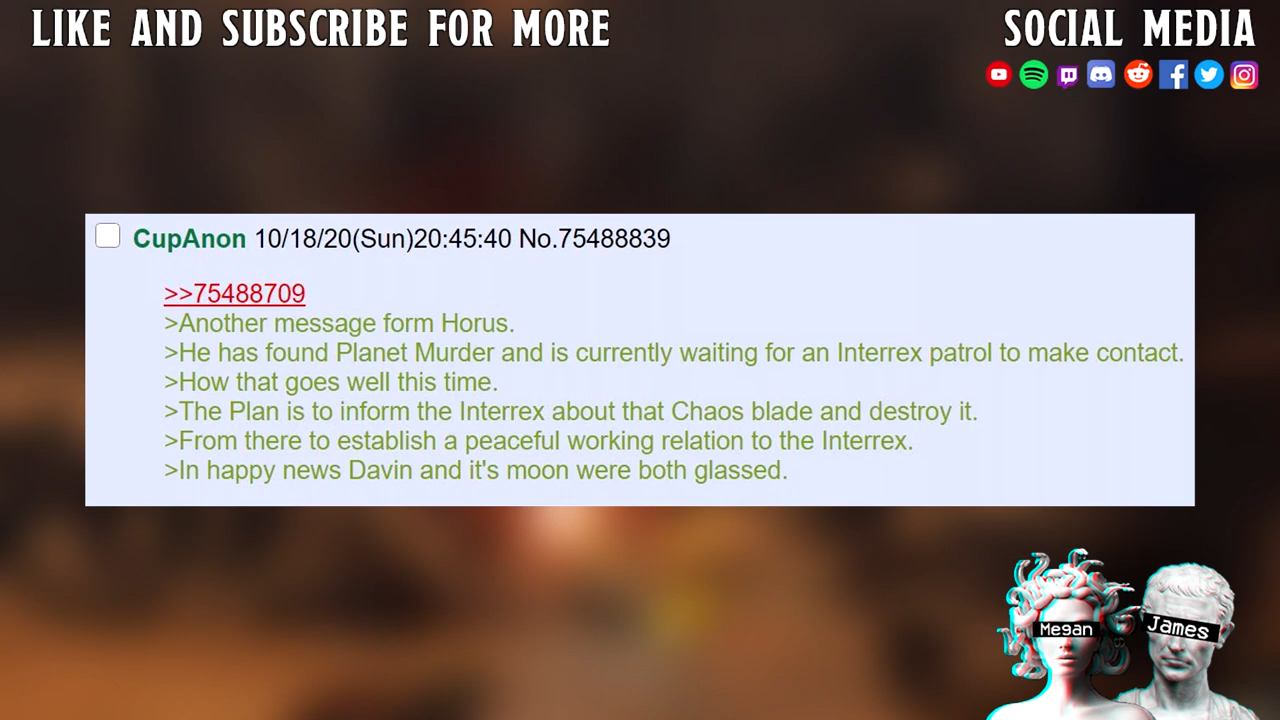 LIKE AND SUBSCRIBE FOR MORE
SOCIAL MEDIA
CupAnon 10/18/20(Sun)20:45:40 No.75488839
>>75488709
>Another message form Horus.
>He has found Planet Murder and is currently waiting for an Interrex patrol to make contact.
>How that goes well this time.
>The Plan is to inform the Interrex about that Chaos blade and destroy it.
>From there to establish a peaceful working relation to the Interrex.
>In happy news Davin and it's moon were both glassed.
Megan
James